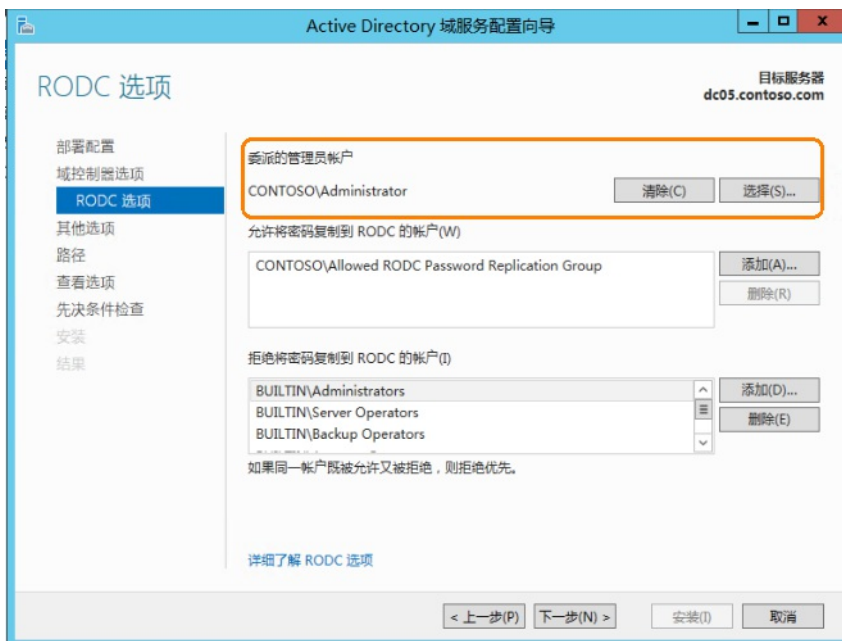 Active Directory 域服务配置向导
RODC 选项
目标服务器
dc05.contoso.com
部署配置
域控制器选项
RODC 选项
其他选项
路径
查看选项
先决条件检查
安装
结果
委派的管理员帐户
CONTOSO\Administrator
清除(C)
选择(S)...
允许将密码复制到 RODC 的帐户(W)
CONTOSO\Allowed RODC Password Replication Group
添加(A)...
删除(R)
拒绝将密码复制到 RODC 的帐户(I)
BUILTIN\Administrators
BUILTIN\Server Operators
BUILTIN\Backup Operators
添加(D)...
删除(E)
如果同一帐户既被允许又被拒绝，则拒绝优先。
详细了解 RODC 选项
< 上一步(P)
下一步(N) >
安装(I)
取消